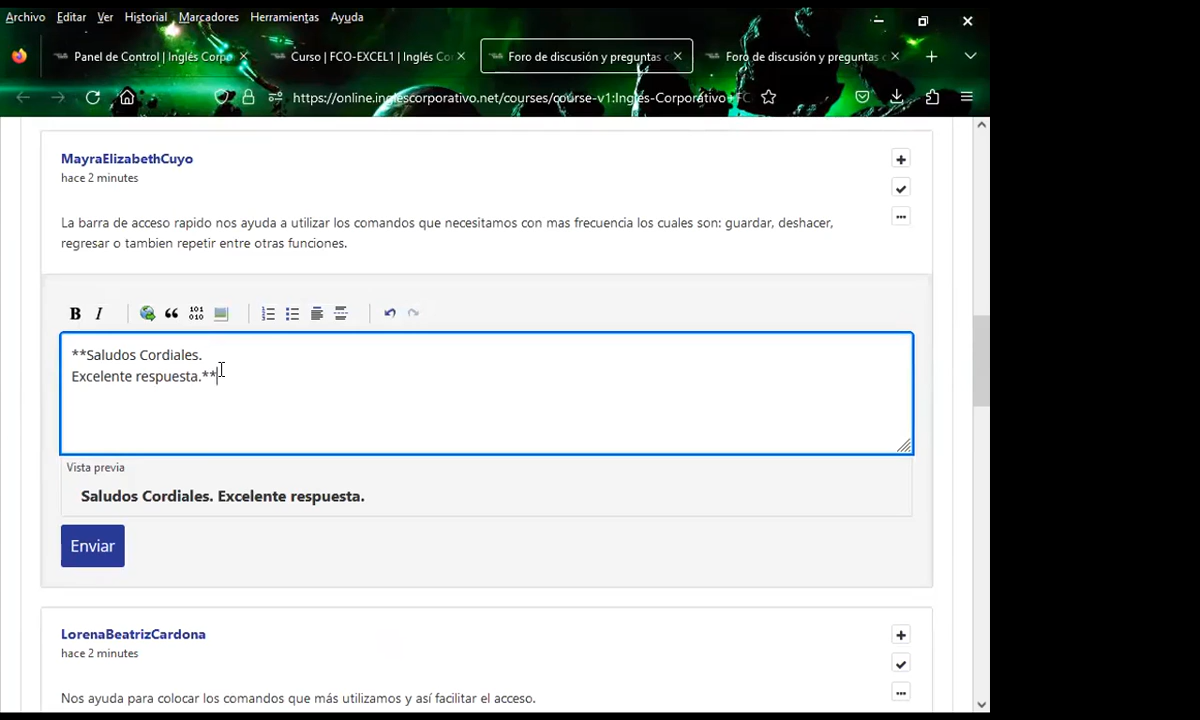 Archivo Editar Ver Historial Marcadores Herramientas Ayuda
Panel de Control | Inglés Corpo
Curso | FCO-EXCEL1 | Inglés Co
Foro de discusión y preguntas c
Foro de discusión y preguntas c
https://online.inglescorporativo.net/courses/course-v1:Ingles-Corporativo+FC
MayraElizabethCuyo
hace 2 minutes
La barra de acceso rapido nos ayuda a utilizar los comandos que necesitamos con mas frecuencia los cuales son: guardar, deshacer,
regresar o tambien repetir entre otras funciones.
B I
101
010
**Saludos Cordiales.
Excelente respuesta.**
Vista previa
Saludos Cordiales. Excelente respuesta.
Enviar
LorenaBeatrizCardona
hace 2 minutes
Nos ayuda para colocar los comandos que más utilizamos y así facilitar el acceso.